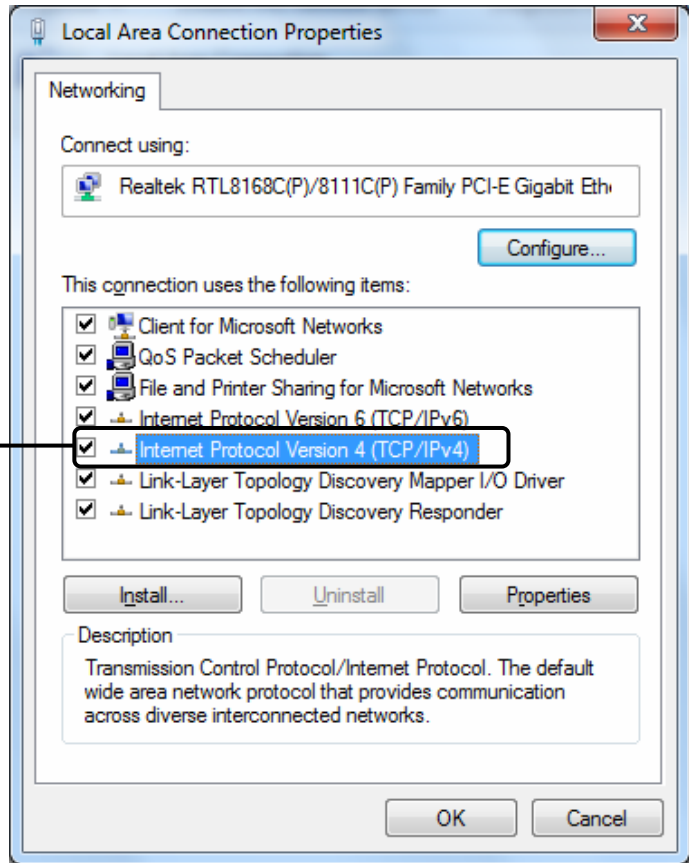 Local Area Connection Properties
Networking
Connect using:
Realtek RTL8168C(P)/8111C(P) Family PCI-E Gigabit Eth
Configure...
This connection uses the following items:
Client for Microsoft Networks
QoS Packet Scheduler
File and Printer Sharing for Microsoft Networks
Internet Protocol Version 6 (TCP/IPv6)
Internet Protocol Version 4 (TCP/IPv4)
Link-Layer Topology Discovery Mapper I/O Driver
Link-Layer Topology Discovery Responder
Install... Uninstall Properties
Description
Transmission Control Protocol/Internet Protocol. The default
wide area network protocol that provides communication
across diverse interconnected networks.
OK Cancel